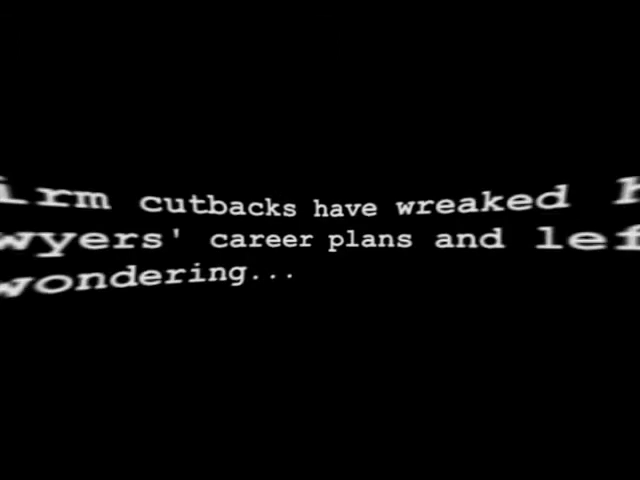 irm cutbacks have wreaked h
wyers' career plans and lef
wondering...